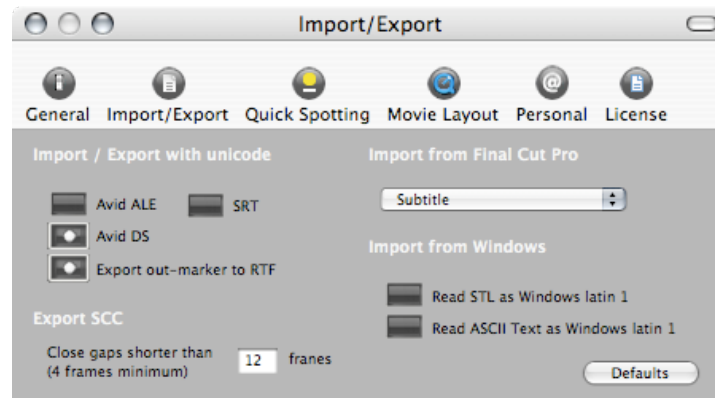 Import/Export
General Import/Export Quick Spotting Movie Layout Personal License
Import / Export with unicode
Avid ALE SRT
Avid DS
Export out-marker to RTF
Export SCC
Close gaps shorter than
(4 frames minimum)
12 franes
Import from Final Cut Pro
Subtitle
Import from Windows
Read STL as Windows latin 1
Read ASCII Text as Windows latin 1
Defaults